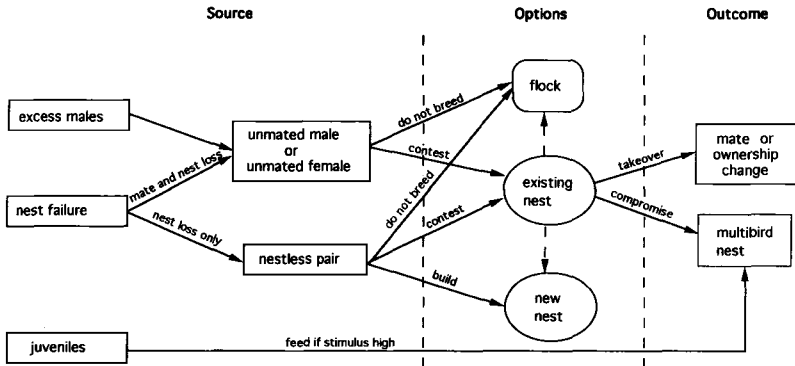 Source
Options
Outcome
excess males
nest failure
juveniles
mate and nest loss
nest loss only
unmated male
or
unmated female
nestless pair
do not breed
contest
do not breed
contest
build
feed if stimulus high
flock
existing
nest
new
nest
takeover
compromise
mate or
ownership
change
multibird
nest